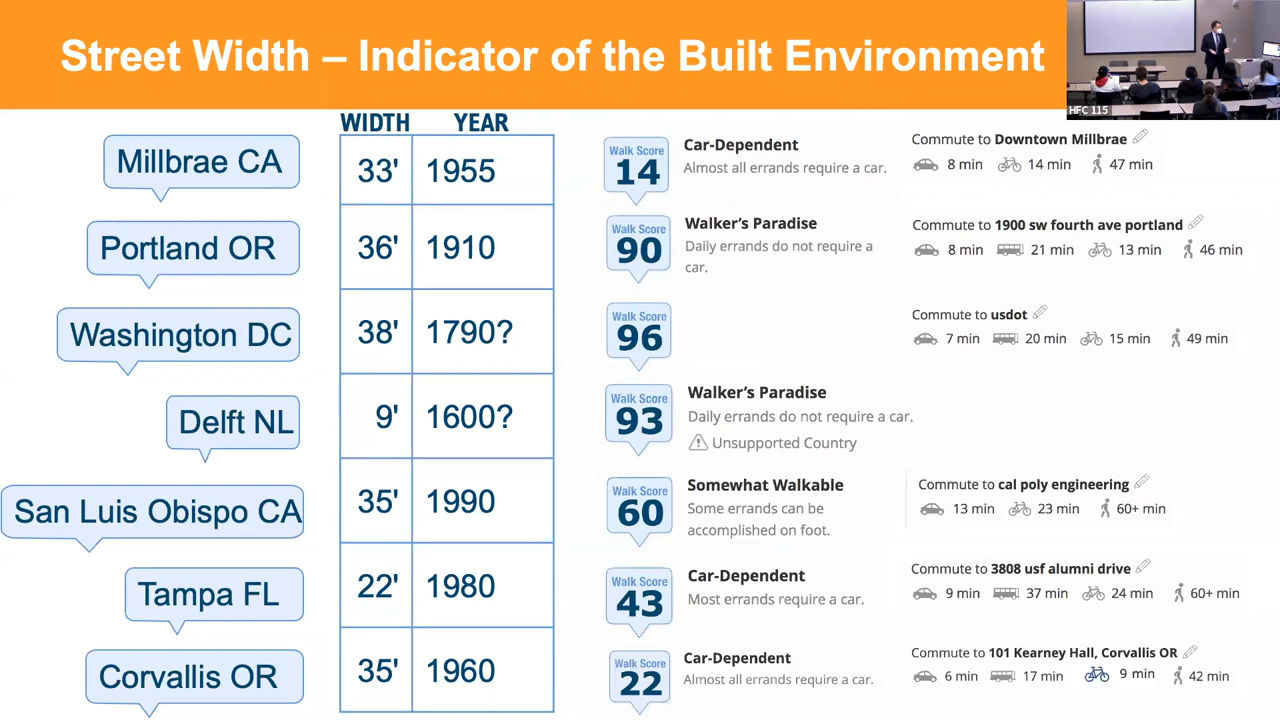 Street Width – Indicator of the Built Environment
HFC 115
WIDTH YEAR
Millbrae CA
33' 1955
Walk Score
14
Car-Dependent
Almost all errands require a car.
Commute to Downtown Millbrae
8 min 14 min 47 min
Portland OR
36' 1910
Walk Score
90
Walker's Paradise
Daily errands do not require a
car.
Commute to 1900 sw fourth ave portland
8 min 21 min 13 min 46 min
Washington DC
38' 1790?
Walk Score
96
Commute to usdot
7 min 20 min 15 min 49 min
Delft NL
9' 1600?
Walk Score
93
Walker's Paradise
Daily errands do not require a car.
Unsupported Country
San Luis Obispo CA
35' 1990
Walk Score
60
Somewhat Walkable
Some errands can be
accomplished on foot.
Commute to cal poly engineering
13 min 23 min 60+ min
Tampa FL
22' 1980
Walk Score
43
Car-Dependent
Most errands require a car.
Commute to 3808 usf alumni drive
9 min 37 min 24 min 60+ min
Corvallis OR
35' 1960
Walk Score
22
Car-Dependent
Almost all errands require a car.
Commute to 101 Kearney Hall, Corvallis OR
6 min 17 min 9 min 42 min